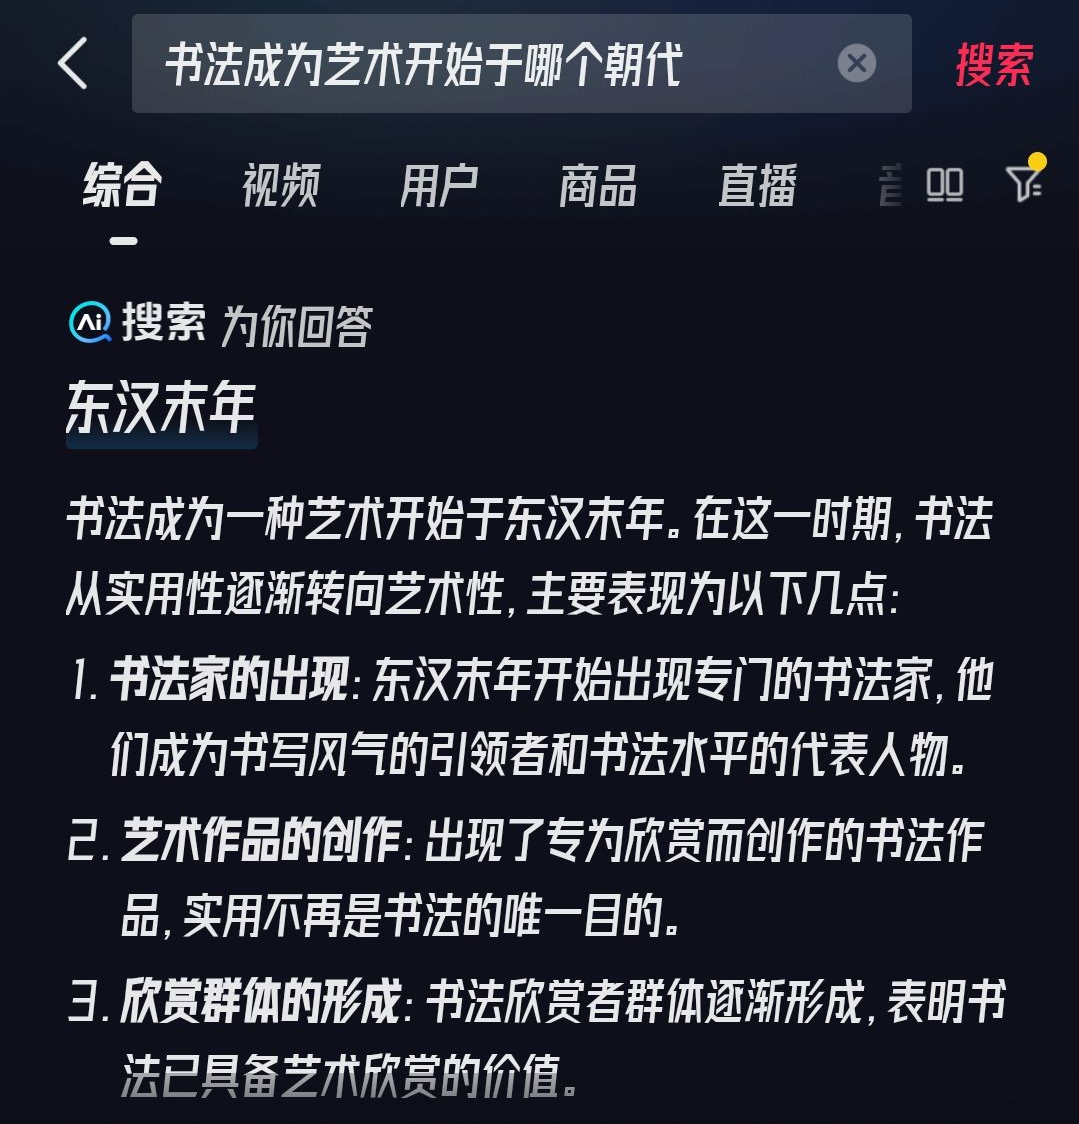 书法成为艺术开始于哪个朝代
搜索
综合 视频 用户 商品 直播
Ai 搜索 为你回答
东汉末年
书法成为一种艺术开始于东汉末年。在这一时期,书法
从实用性逐渐转向艺术性,主要表现为以下几点:
1. 书法家的出现: 东汉末年开始出现专门的书法家,他
们成为书写风气的引领者和书法水平的代表人物。
2. 艺术作品的创作: 出现了专为欣赏而创作的书法作
品,实用不再是书法的唯一目的。
3. 欣赏群体的形成: 书法欣赏者群体逐渐形成,表明书
法已具备艺术欣赏的价值。